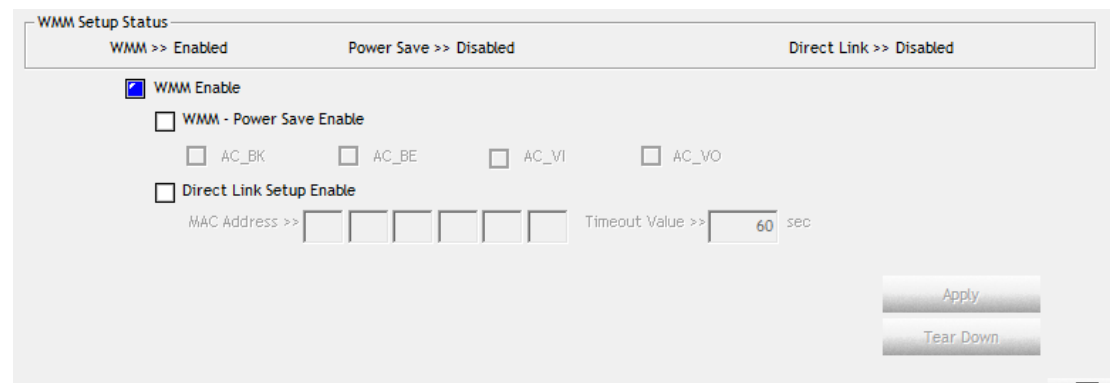 WMM Setup Status
WMM >> Enabled Power Save >> Disabled Direct Link >> Disabled
WMM Enable
WMM - Power Save Enable
AC_BK AC_BE AC_VI AC_VO
Direct Link Setup Enable
MAC Address >> Timeout Value >> 60 sec
Apply
Tear Down